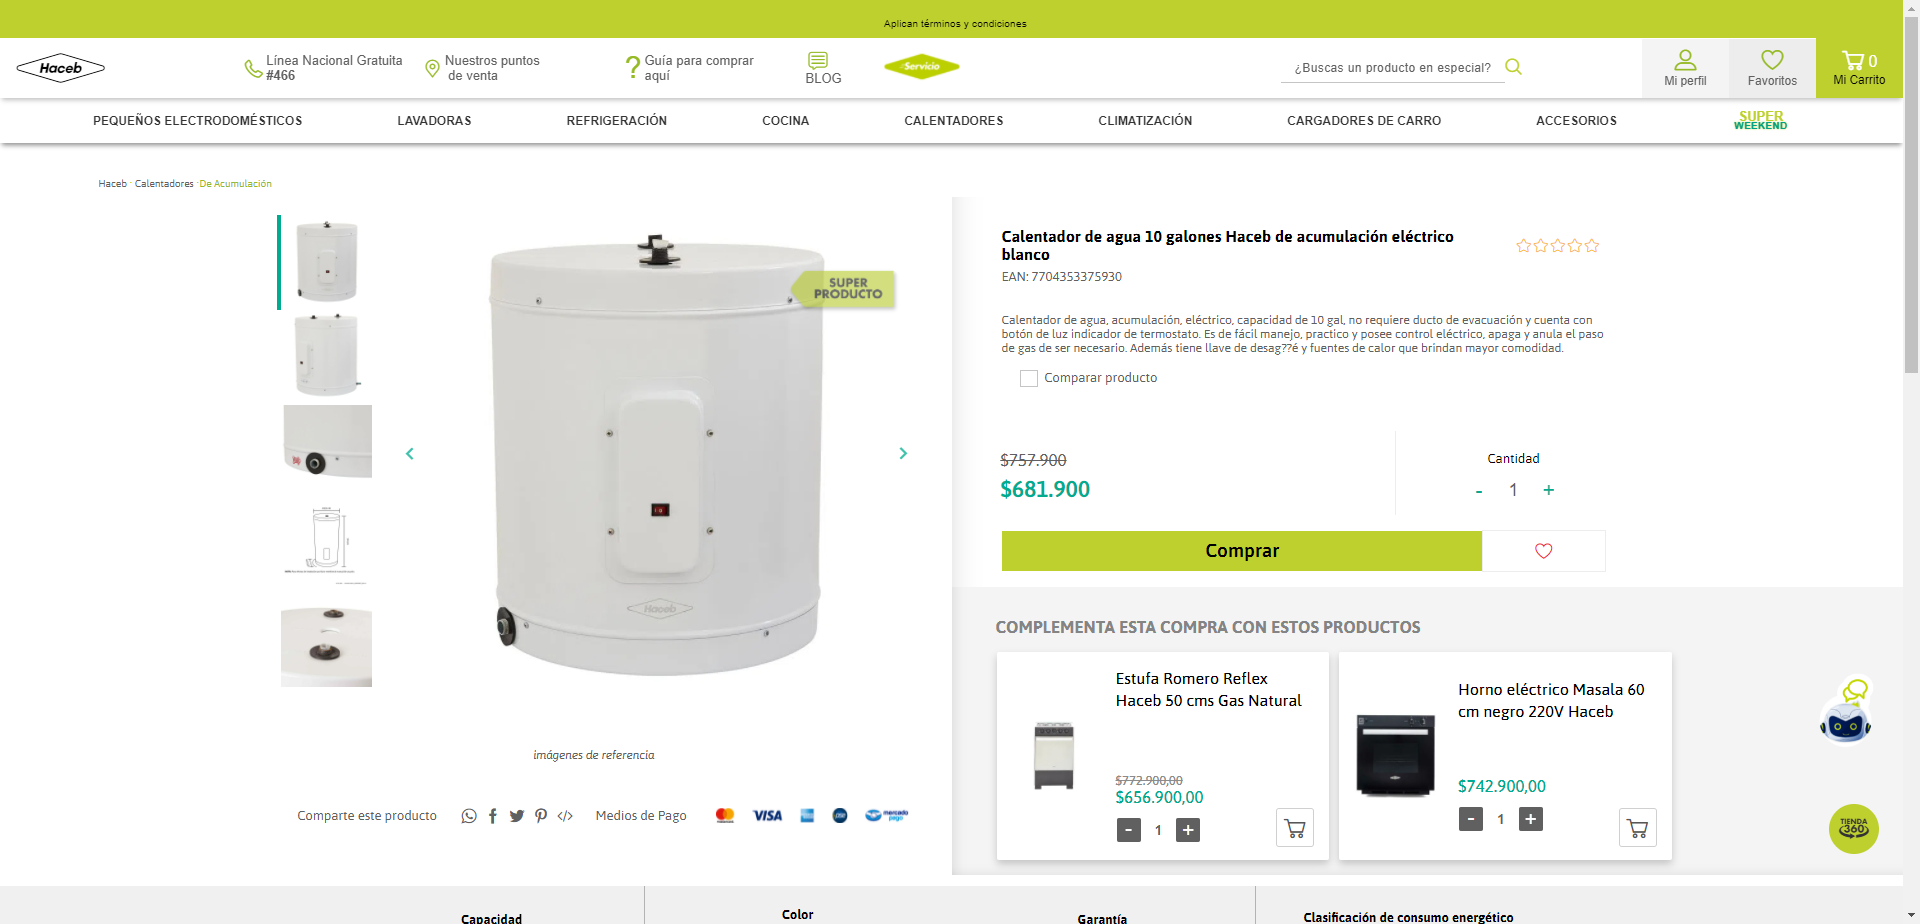 Aplican términos y condiciones
Haceb
Línea Nacional Gratuita
#466
Nuestros puntos
de venta
Guía para comprar
aquí
BLOG
Servicio
¿Buscas un producto en especial?
Mi perfil
Favoritos
0
Mi Carrito
PEQUEÑOS ELECTRODOMÉSTICOS
LAVADORAS
REFRIGERACIÓN
COCINA
CALENTADORES
CLIMATIZACIÓN
CARGADORES DE CARRO
ACCESORIOS
SUPER
WEEKEND
Haceb · Calentadores · De Acumulación
SUPER
PRODUCTO
Haceb
imágenes de referencia
Comparte este producto
Medios de Pago
VISA
mercado
pago
Calentador de agua 10 galones Haceb de acumulación eléctrico
blanco
EAN: 7704353375930
Calentador de agua, acumulación, eléctrico, capacidad de 10 gal, no requiere ducto de evacuación y cuenta con
botón de luz indicador de termostato. Es de fácil manejo, practico y posee control eléctrico, apaga y anula el paso
de gas de ser necesario. Además tiene llave de desag??é y fuentes de calor que brindan mayor comodidad.
Comparar producto
$757.900
$681.900
Cantidad
- 1 +
Comprar
COMPLEMENTA ESTA COMPRA CON ESTOS PRODUCTOS
Estufa Romero Reflex
Haceb 50 cms Gas Natural
$772.900,00
$656.900,00
- 1 +
Horno eléctrico Masala 60
cm negro 220V Haceb
$742.900,00
- 1 +
TIENDA
360
Capacidad
Color
Garantía
Clasificación de consumo energético